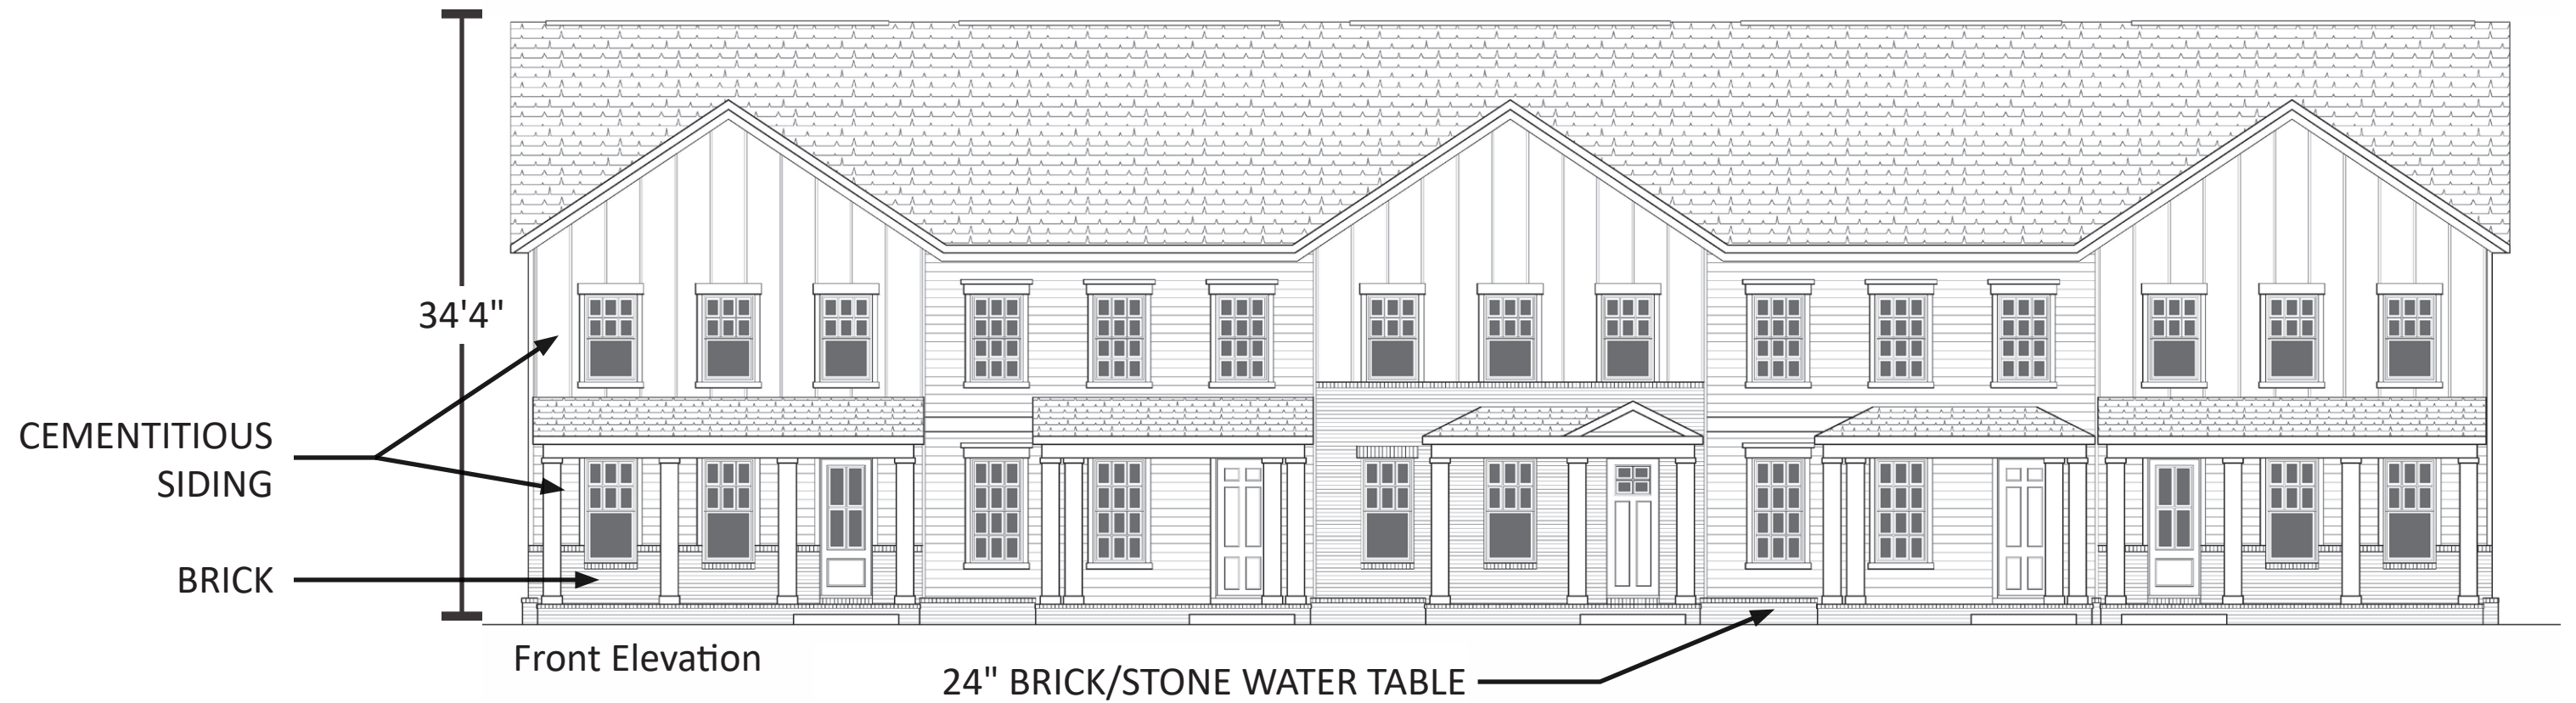 34'4"
CEMENTITIOUS
SIDING
BRICK
Front Elevation
24" BRICK/STONE WATER TABLE